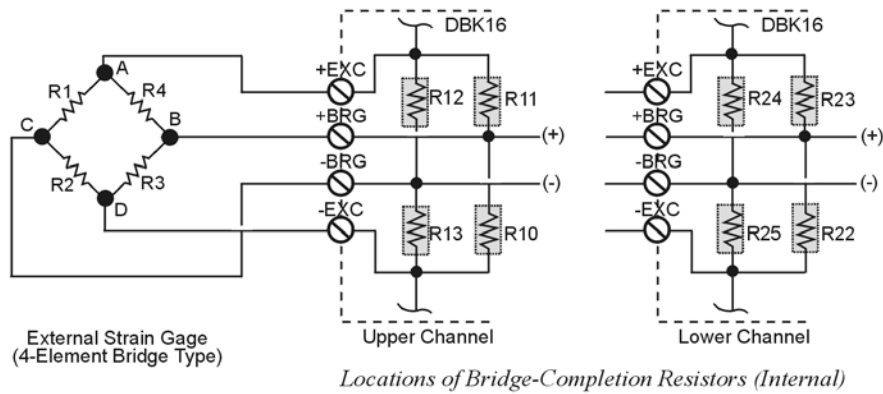 DBK16
DBK16
A
+EXC
+EXC
R1
R4
R12
R11
R24
R23
C
B
+BRG
(+)
+BRG
(+)
-BRG
(-)
-BRG
(-)
R2
R3
D
-EXC
R13
R10
-EXC
R25
R22
External Strain Gage
(4-Element Bridge Type)
Upper Channel
Lower Channel
Locations of Bridge-Completion Resistors (Internal)